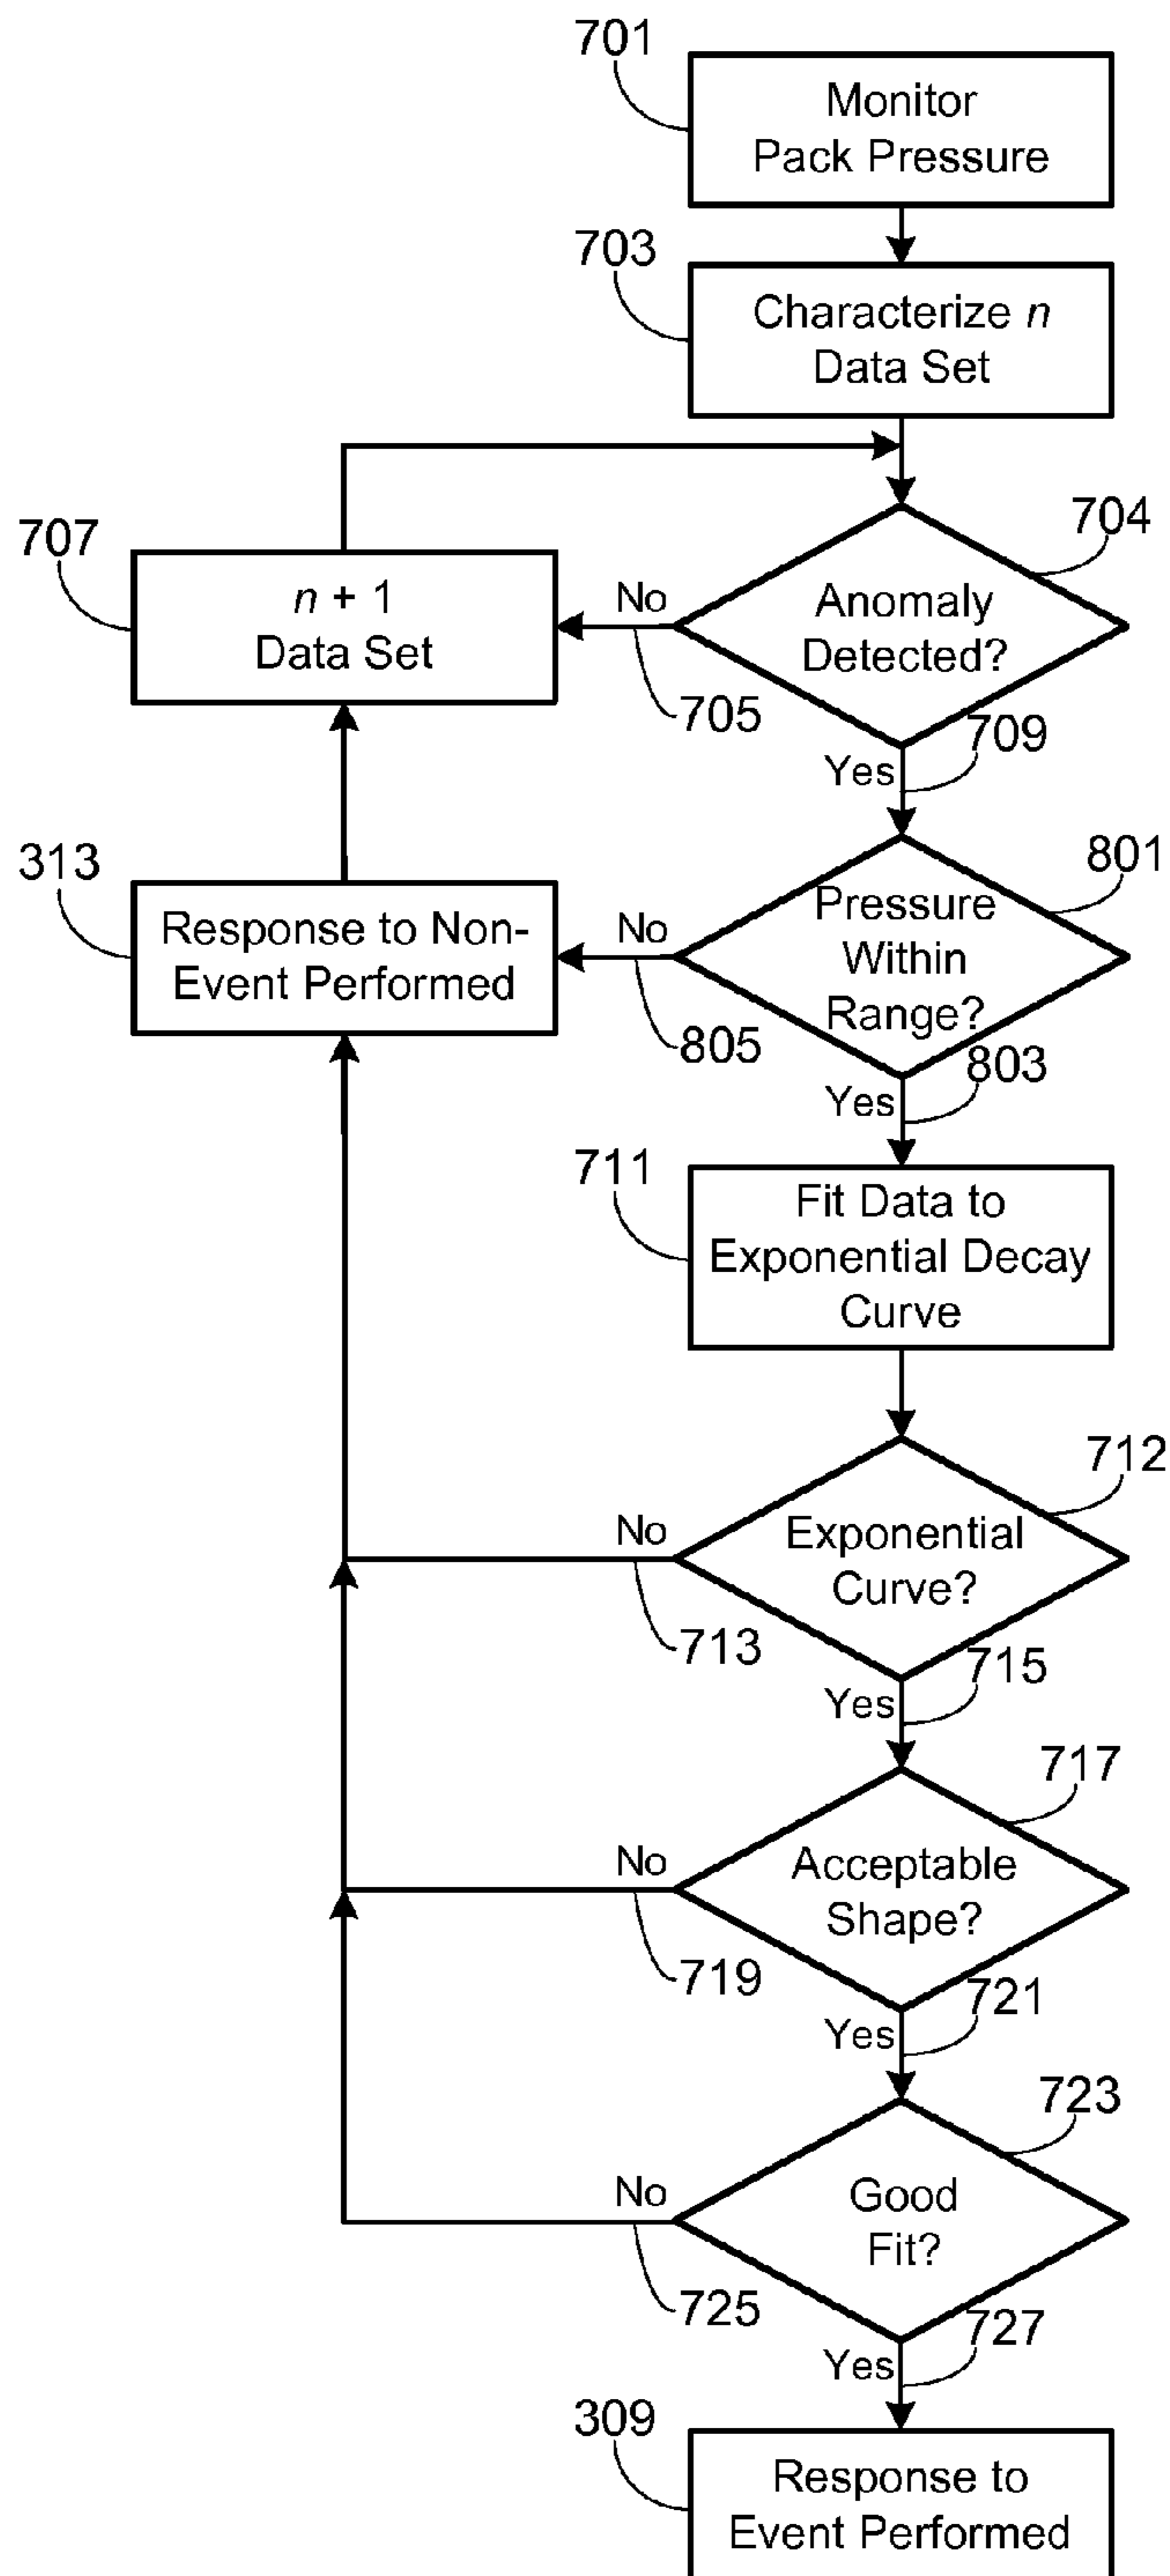 701
Monitor
Pack Pressure
703
Characterize n
Data Set
704
707
n + 1
Data Set
No
Anomaly
Detected?
705
709
Yes
801
313
Response to Non-
Event Performed
No
Pressure
Within
Range?
805
803
Yes
711
Fit Data to
Exponential Decay
Curve
712
No
Exponential
Curve?
713
715
Yes
717
No
Acceptable
Shape?
719
721
Yes
723
No
Good
Fit?
725
727
Yes
309
Response to
Event Performed